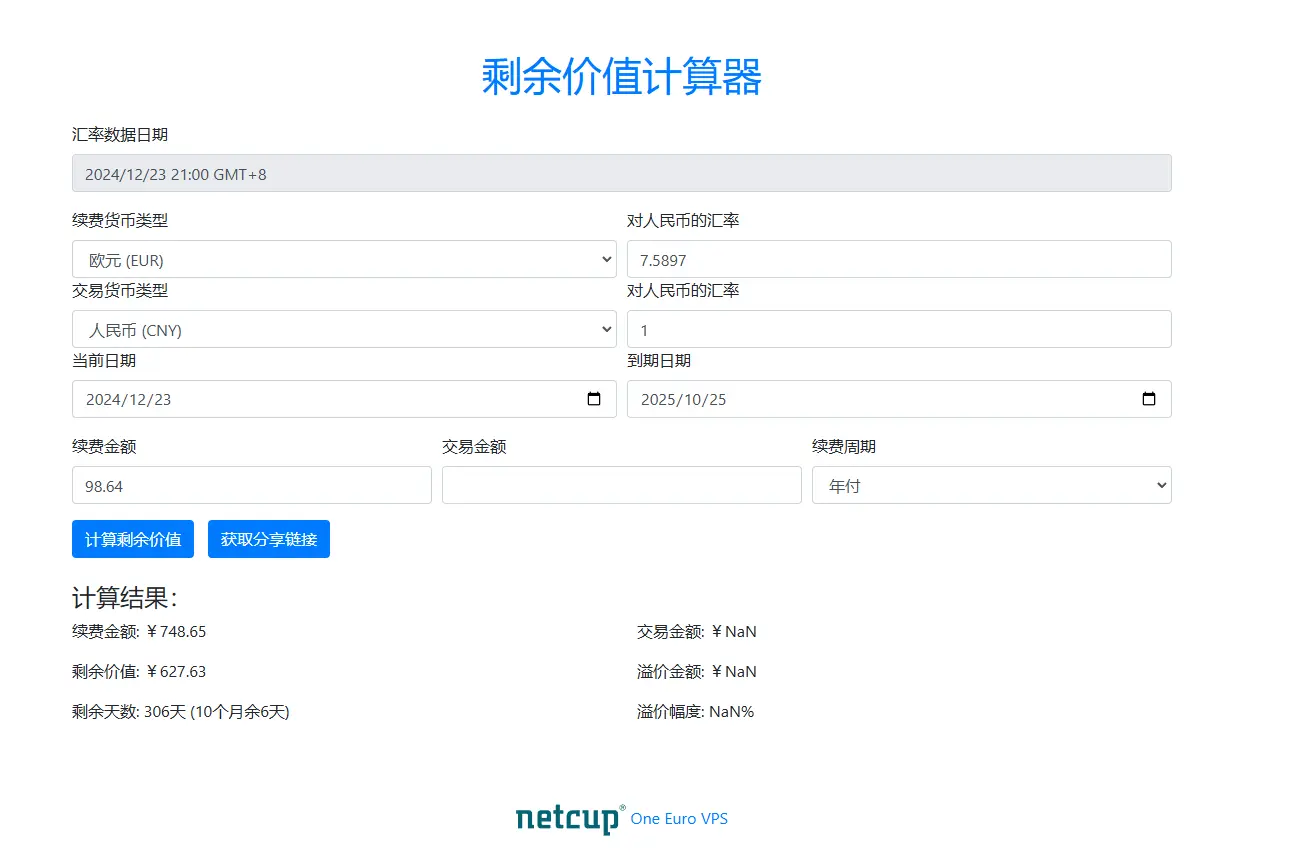 剩余价值计算器
汇率数据日期
2024/12/23 21:00 GMT+8
续费货币类型 对人民币的汇率
欧元 (EUR) 7.5897
交易货币类型 对人民币的汇率
人民币 (CNY) 1
当前日期 到期日期
2024/12/23 2025/10/25
续费金额 交易金额 续费周期
98.64 年付
计算剩余价值 获取分享链接
计算结果：
续费金额: ￥748.65 交易金额: ￥NaN
剩余价值: ￥627.63 溢价金额: ￥NaN
剩余天数: 306天 (10个月余6天) 溢价幅度: NaN%
netcup® One Euro VPS